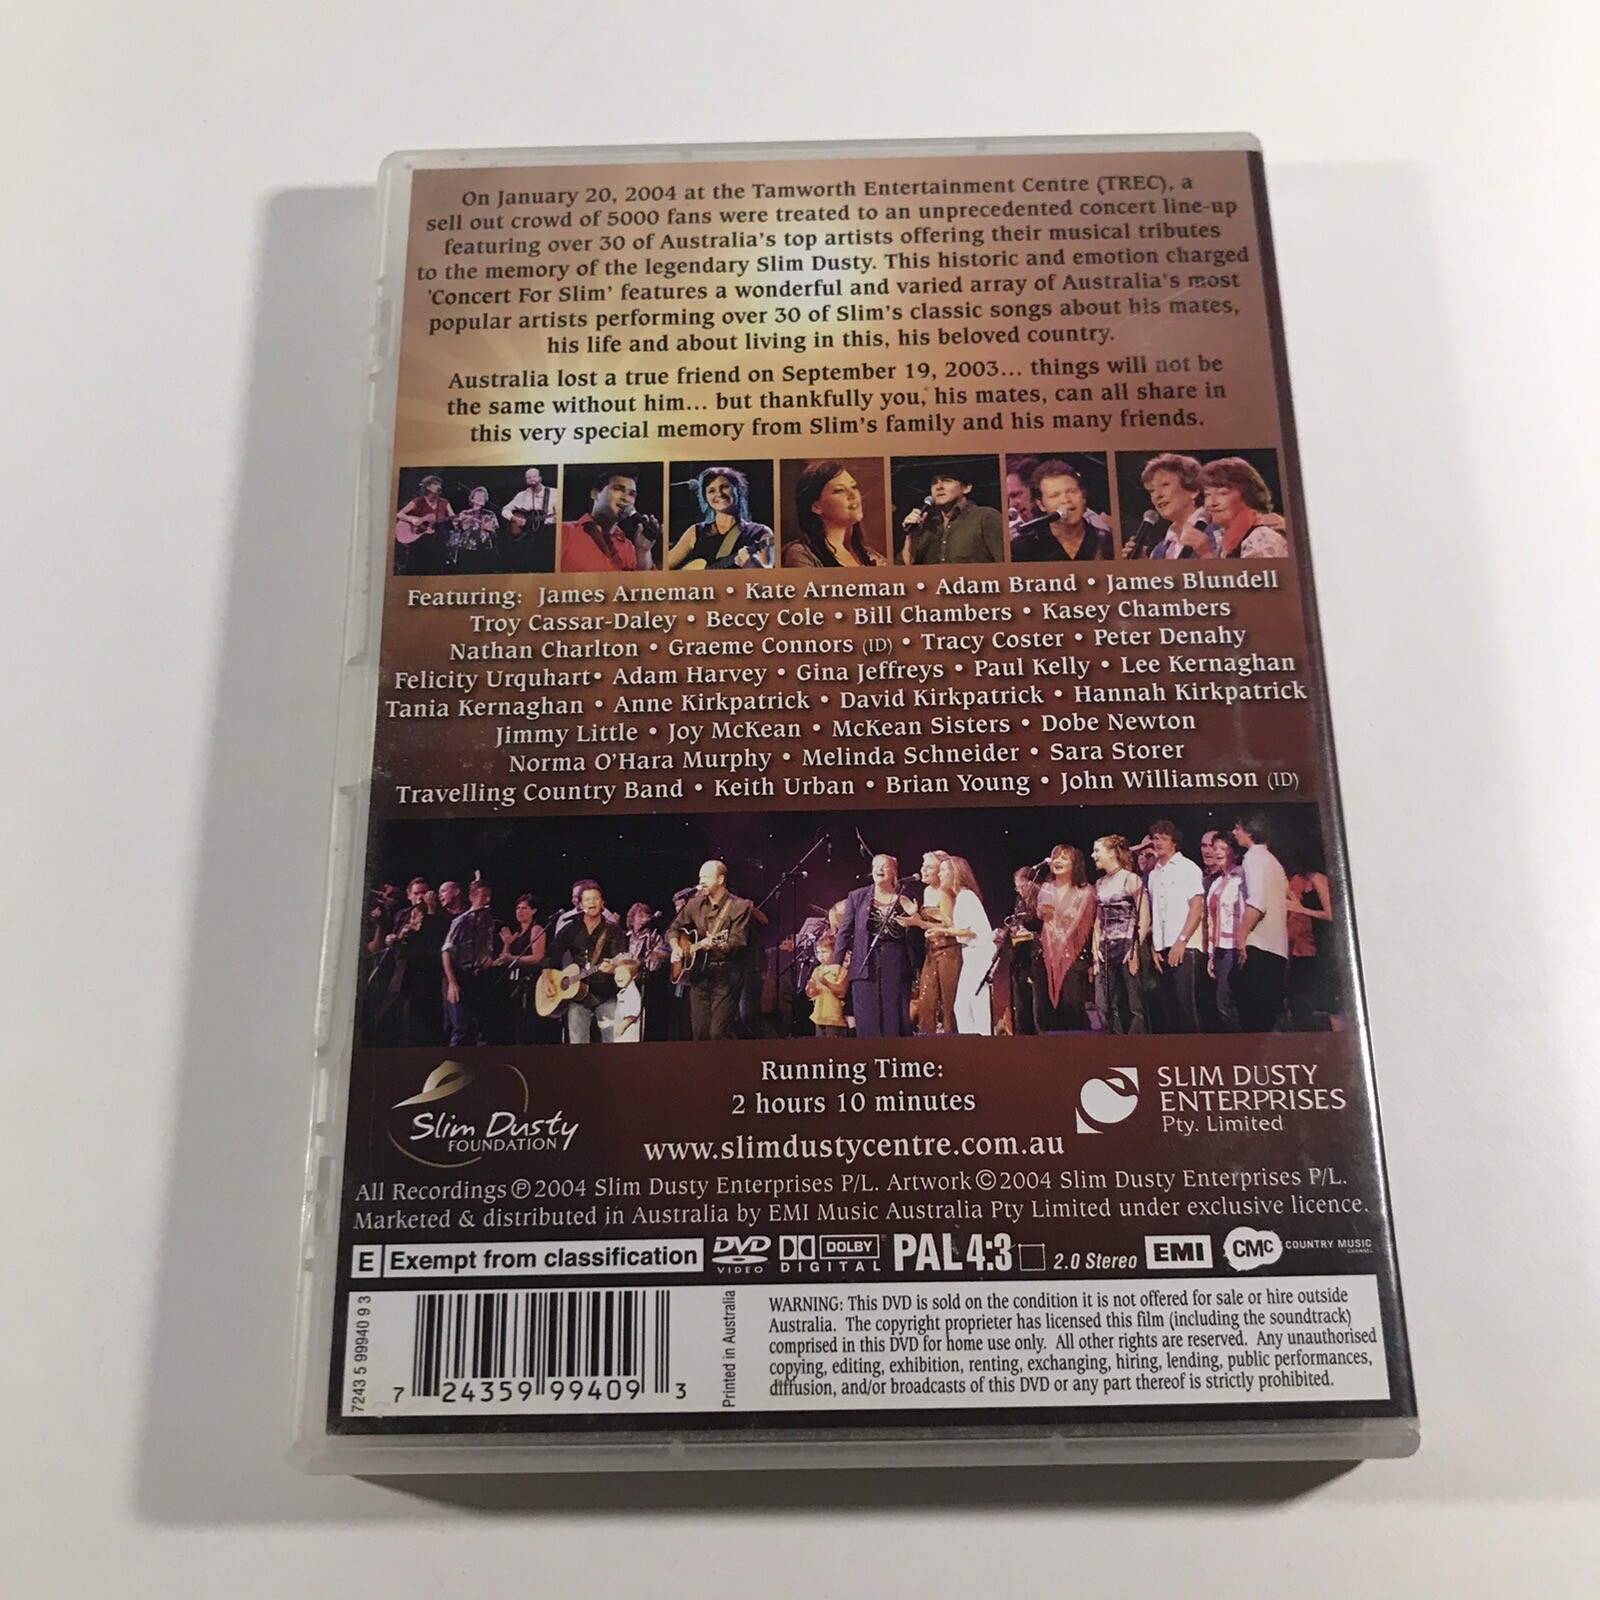 On January 20, 2004 at the Tamworth Entertainment Centre (TREC), a
sell out crowd of 5000 fans were treated to an unprecedented concert line-up
featuring over 30 of Australia's top artists offering their musical tributes
to the memory of the legendary Slim Dusty. This historic and emotion charged
'Concert For Slim' features a wonderful and varied array of Australia's most
popular artists performing over 30 of Slim's classic songs about his mates,
his life and about living in this, his beloved country.
Australia lost a true friend on September 19, 2003... things will not be
the same without him... but thankfully you, his mates, can all share in
this very special memory from Slim's family and his many friends.
Featuring: James Arneman • Kate Arneman • Adam Brand • James Blundell
Troy Cassar-Daley • Beccy Cole • Bill Chambers • Kasey Chambers
Nathan Charlton • Graeme Connors (ID) • Tracy Coster • Peter Denahy
Felicity Urquhart• Adam Harvey • Gina Jeffreys • Paul Kelly • Lee Kernaghan
Tania Kernaghan • Anne Kirkpatrick • David Kirkpatrick • Hannah Kirkpatrick
Jimmy Little • Joy McKean • McKean Sisters • Dobe Newton
Norma O'Hara Murphy • Melinda Schneider • Sara Storer
Travelling Country Band • Keith Urban • Brian Young • John Williamson (ID)
Slim Dusty
FOUNDATION
Running Time:
2 hours 10 minutes
www.slimdustycentre.com.au
SLIM DUSTY
ENTERPRISES
Pty. Limited
All Recordings ℗ 2004 Slim Dusty Enterprises P/L. Artwork © 2004 Slim Dusty Enterprises P/L.
Marketed & distributed in Australia by EMI Music Australia Pty Limited under exclusive licence.
E Exempt from classification
DVD VIDEO
DOLBY DIGITAL
PAL 4:3 2.0 Stereo
EMI
CMC COUNTRY MUSIC CHANNEL
7243 5 99940 9 3
7 24359 99409 3
Printed in Australia
WARNING: This DVD is sold on the condition it is not offered for sale or hire outside
Australia. The copyright proprieter has licensed this film (including the soundtrack)
comprised in this DVD for home use only. All other rights are reserved. Any unauthorised
copying, editing, exhibition, renting, exchanging, hiring, lending, public performances,
diffusion, and/or broadcasts of this DVD or any part thereof is strictly prohibited.